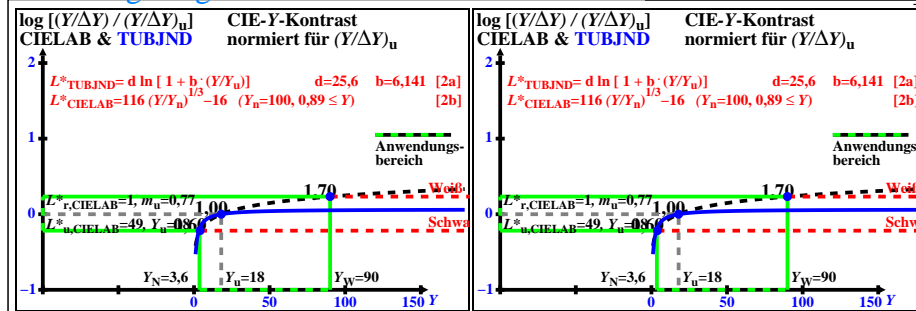 log [(Y/ΔY) / (Y/ΔY)u]
CIELAB & TUBJND
CIE-Y-Kontrast
normiert für (Y/ΔY)u
L*TUBJND= d ln [ 1 + b·(Y/Yu)] d=25,6 b=6,141 [2a]
L*CIELAB=116 (Y/Yn)1/3−16 (Yn=100, 0,89 ≤ Y) [2b]
Anwendungs-
bereich
2
1
0
−1
1,70
Weiß
L*r,CIELAB=1, mu=0,77
1,00
L*u,CIELAB=49, Yu=
Schwa
YN=3,6
Yu=18
YW=90
0
50
100
150
Y
log [(Y/ΔY) / (Y/ΔY)u]
CIELAB & TUBJND
CIE-Y-Kontrast
normiert für (Y/ΔY)u
L*TUBJND= d ln [ 1 + b·(Y/Yu)] d=25,6 b=6,141 [2a]
L*CIELAB=116 (Y/Yn)1/3−16 (Yn=100, 0,89 ≤ Y) [2b]
Anwendungs-
bereich
2
1
0
−1
1,70
Weiß
L*r,CIELAB=1, mu=0,77
1,00
L*u,CIELAB=49, Yu=
Schwa
YN=3,6
Yu=18
YW=90
0
50
100
150
Y